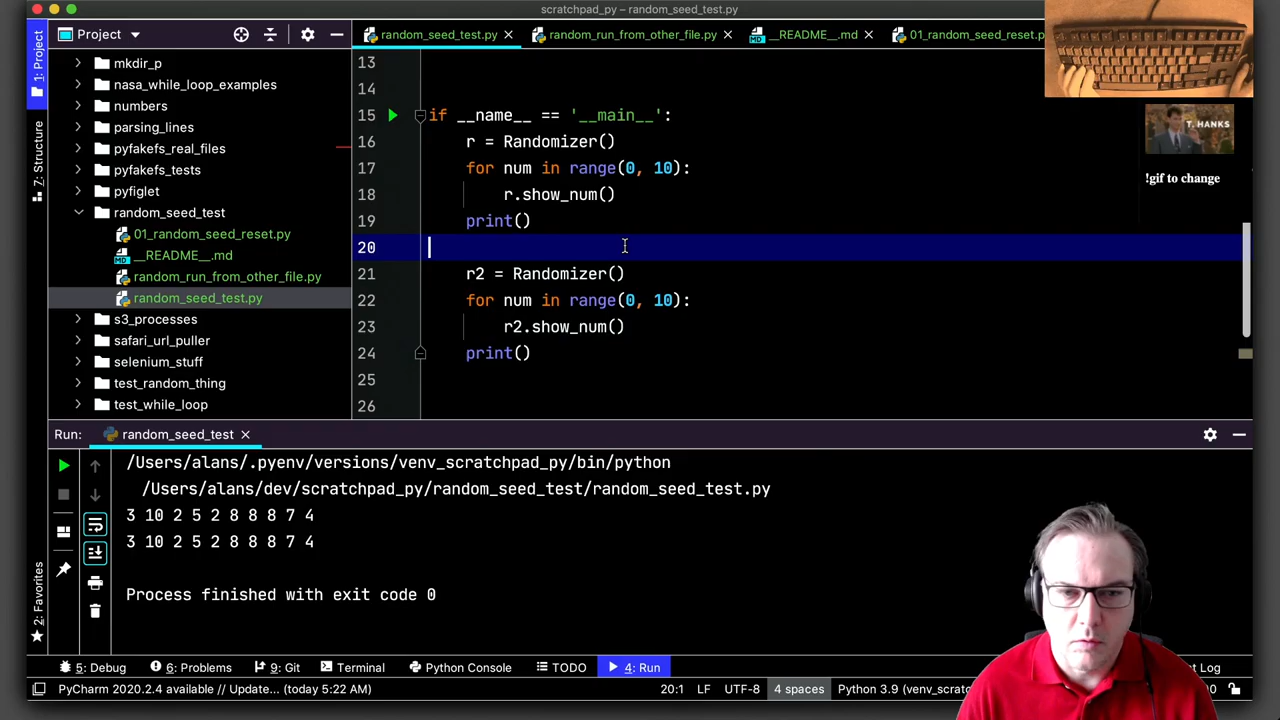 scratchpad_py – random_seed_test.py
1: Project
7: Structure
2: Favorites
Project
random_seed_test.py
random_run_from_other_file.py
__README__.md
01_random_seed_reset.p
mkdir_p
nasa_while_loop_examples
numbers
parsing_lines
pyfakefs_real_files
pyfakefs_tests
pyfiglet
random_seed_test
01_random_seed_reset.py
__README__.md
random_run_from_other_file.py
random_seed_test.py
s3_processes
safari_url_puller
selenium_stuff
test_random_thing
test_while_loop
13
14
15 if __name__ == '__main__':
16 r = Randomizer()
17 for num in range(0, 10):
18 r.show_num()
19 print()
20
21 r2 = Randomizer()
22 for num in range(0, 10):
23 r2.show_num()
24 print()
25
26
T. HANKS
!gif to change
Run: random_seed_test
/Users/alans/.pyenv/versions/venv_scratchpad_py/bin/python
/Users/alans/dev/scratchpad_py/random_seed_test/random_seed_test.py
3 10 2 5 2 8 8 8 7 4
3 10 2 5 2 8 8 8 7 4
Process finished with exit code 0
5: Debug 6: Problems 9: Git Terminal Python Console TODO 4: Run t Log
PyCharm 2020.2.4 available // Update... (today 5:22 AM) 20:1 LF UTF-8 4 spaces Python 3.9 (venv_scratc